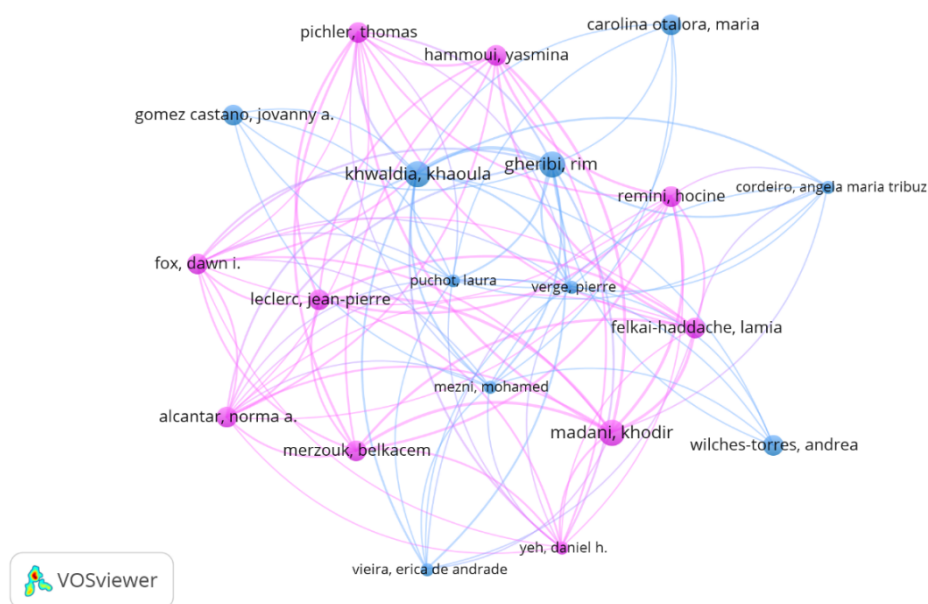 carolina otalora, maria
pichler, thomas
hammoui, yasmina
gomez castano, jovanny a.
gheribi, rim
khwaldia, khaoula
cordeiro, angela maria tribuz
remini, hocine
fox, dawn i.
puchot, laura
verge, pierre
leclerc, jean-pierre
felkai-haddache, lamia
mezni, mohamed
alcantar, norma a.
madani, khodir
wilches-torres, andrea
merzouk, belkacem
yeh, daniel h.
vieira, erica de andrade
VOSviewer